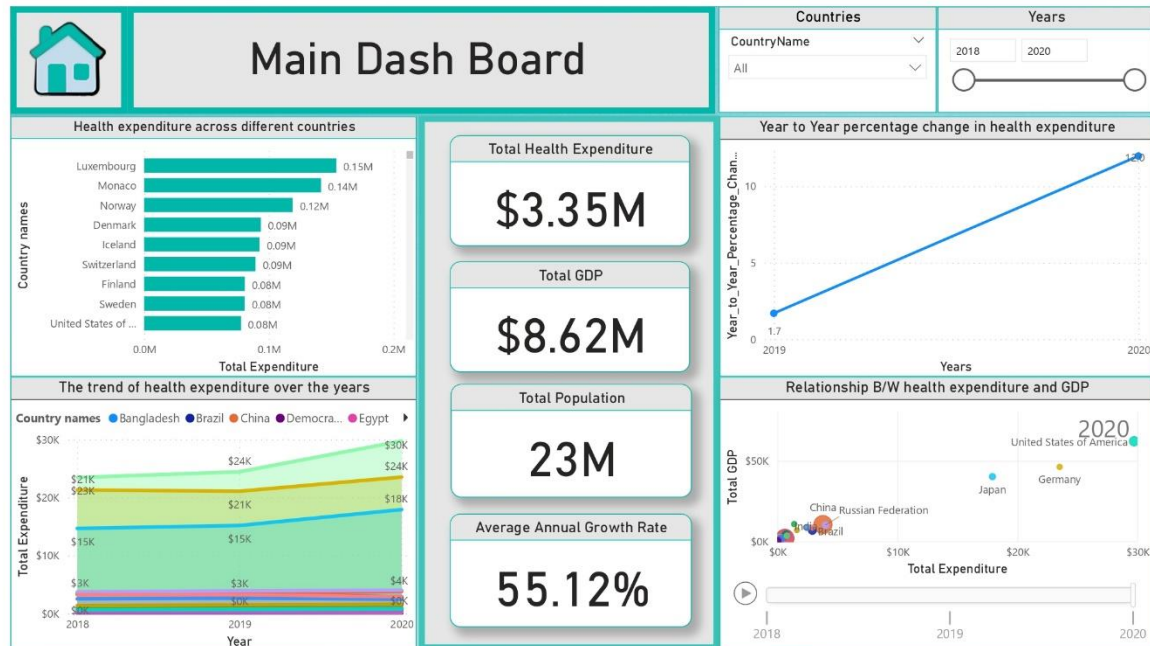 Main Dash Board
Countries
CountryName
All
Years
2018 2020
Health expenditure across different countries
Country names
Luxembourg 0.15M
Monaco 0.14M
Norway 0.12M
Denmark 0.09M
Iceland 0.09M
Switzerland 0.09M
Finland 0.08M
Sweden 0.08M
United States of ... 0.08M
0.0M 0.1M 0.2M
Total Expenditure
Total Health Expenditure
$3.35M
Total GDP
$8.62M
Total Population
23M
Average Annual Growth Rate
55.12%
Year to Year percentage change in health expenditure
Year_to_Year_Percentage_Chan...
10
5
0
1.7
12.0
2019 2020
Years
The trend of health expenditure over the years
Country names Bangladesh Brazil China Democra... Egypt
Total Expenditure
$30K
$20K
$10K
$0K
$21K $24K $30K
$23K $21K $24K
$15K $15K $18K
$3K $3K $4K
$0K $0K $0K
2018 2019 2020
Year
Relationship B/W health expenditure and GDP
2020
Total GDP
$50K
$0K
United States of America
Germany
Japan
China
Russian Federation
India
Brazil
$0K $10K $20K $30K
Total Expenditure
2018 2019 2020